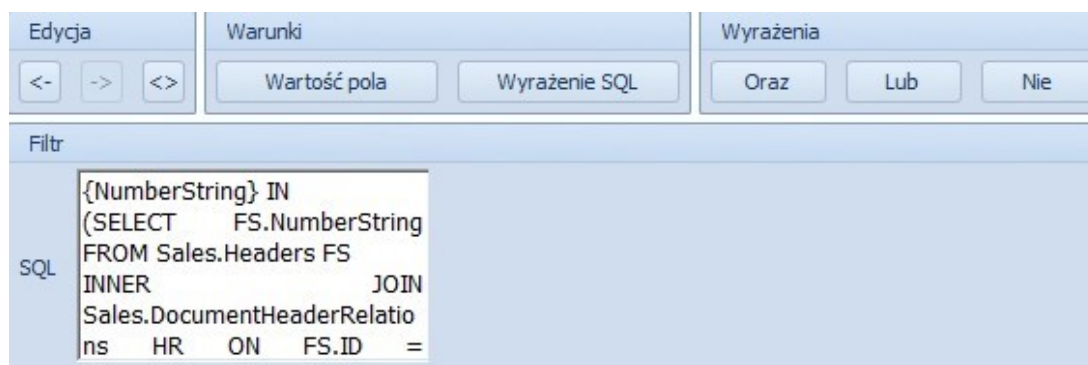 Edycja Warunki Wyrażenia
<- -> <> Wartość pola Wyrażenie SQL Oraz Lub Nie
Filtr
SQL
{NumberString} IN
(SELECT FS.NumberString
FROM Sales.Headers FS
INNER JOIN
Sales.DocumentHeaderRelatio
ns HR ON FS.ID =